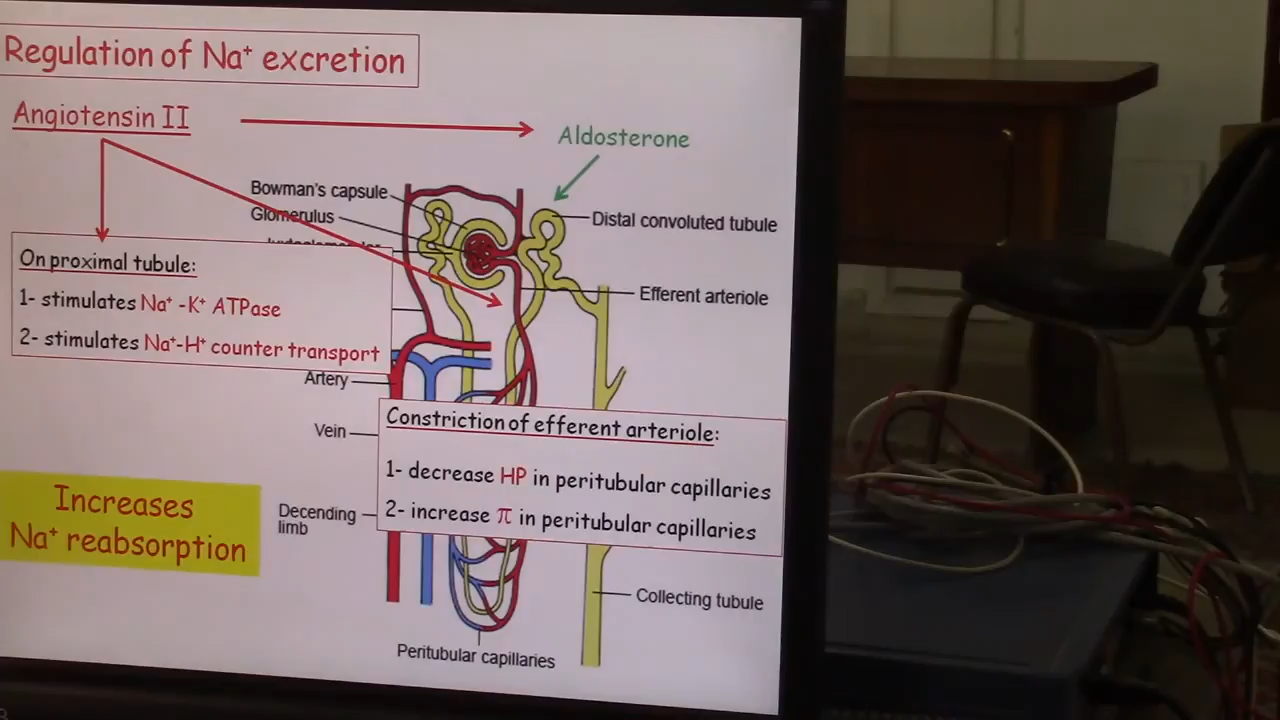 Regulation of Na⁺ excretion
Angiotensin II
Aldosterone
Bowman's capsule
Glomerulus
Distal convoluted tubule
On proximal tubule:
1- stimulates Na⁺ -K⁺ ATPase
2- stimulates Na⁺-H⁺ counter transport
Efferent arteriole
Artery
Vein
Constriction of efferent arteriole:
1- decrease HP in peritubular capillaries
2- increase π in peritubular capillaries
Increases
Na⁺ reabsorption
Decending
limb
Collecting tubule
Peritubular capillaries